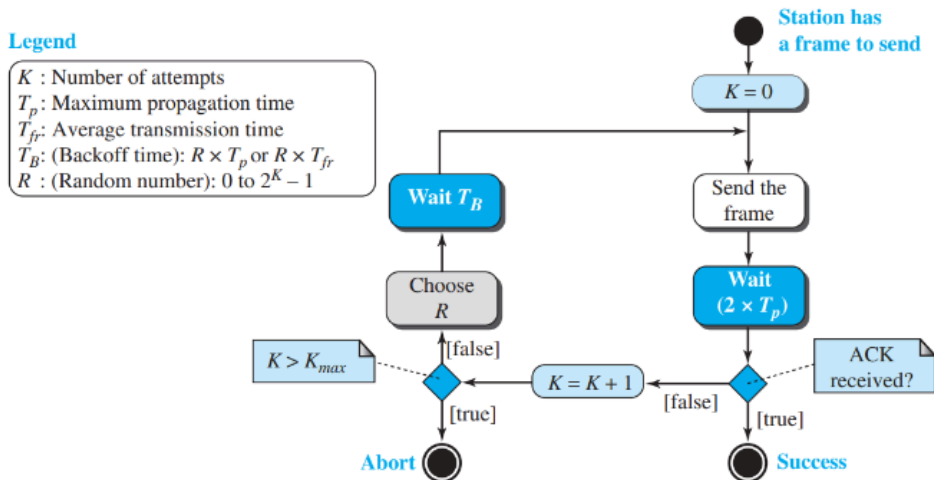 Legend
K : Number of attempts
Tp : Maximum propagation time
Tfr: Average transmission time
TB: (Backoff time): R × Tp or R × Tfr
R : (Random number): 0 to 2^K − 1
Station has
a frame to send
K = 0
Send the
frame
Wait
(2 × Tp)
ACK
received?
[false]
[true]
Success
K = K + 1
K > Kmax
[false]
[true]
Abort
Choose
R
Wait TB